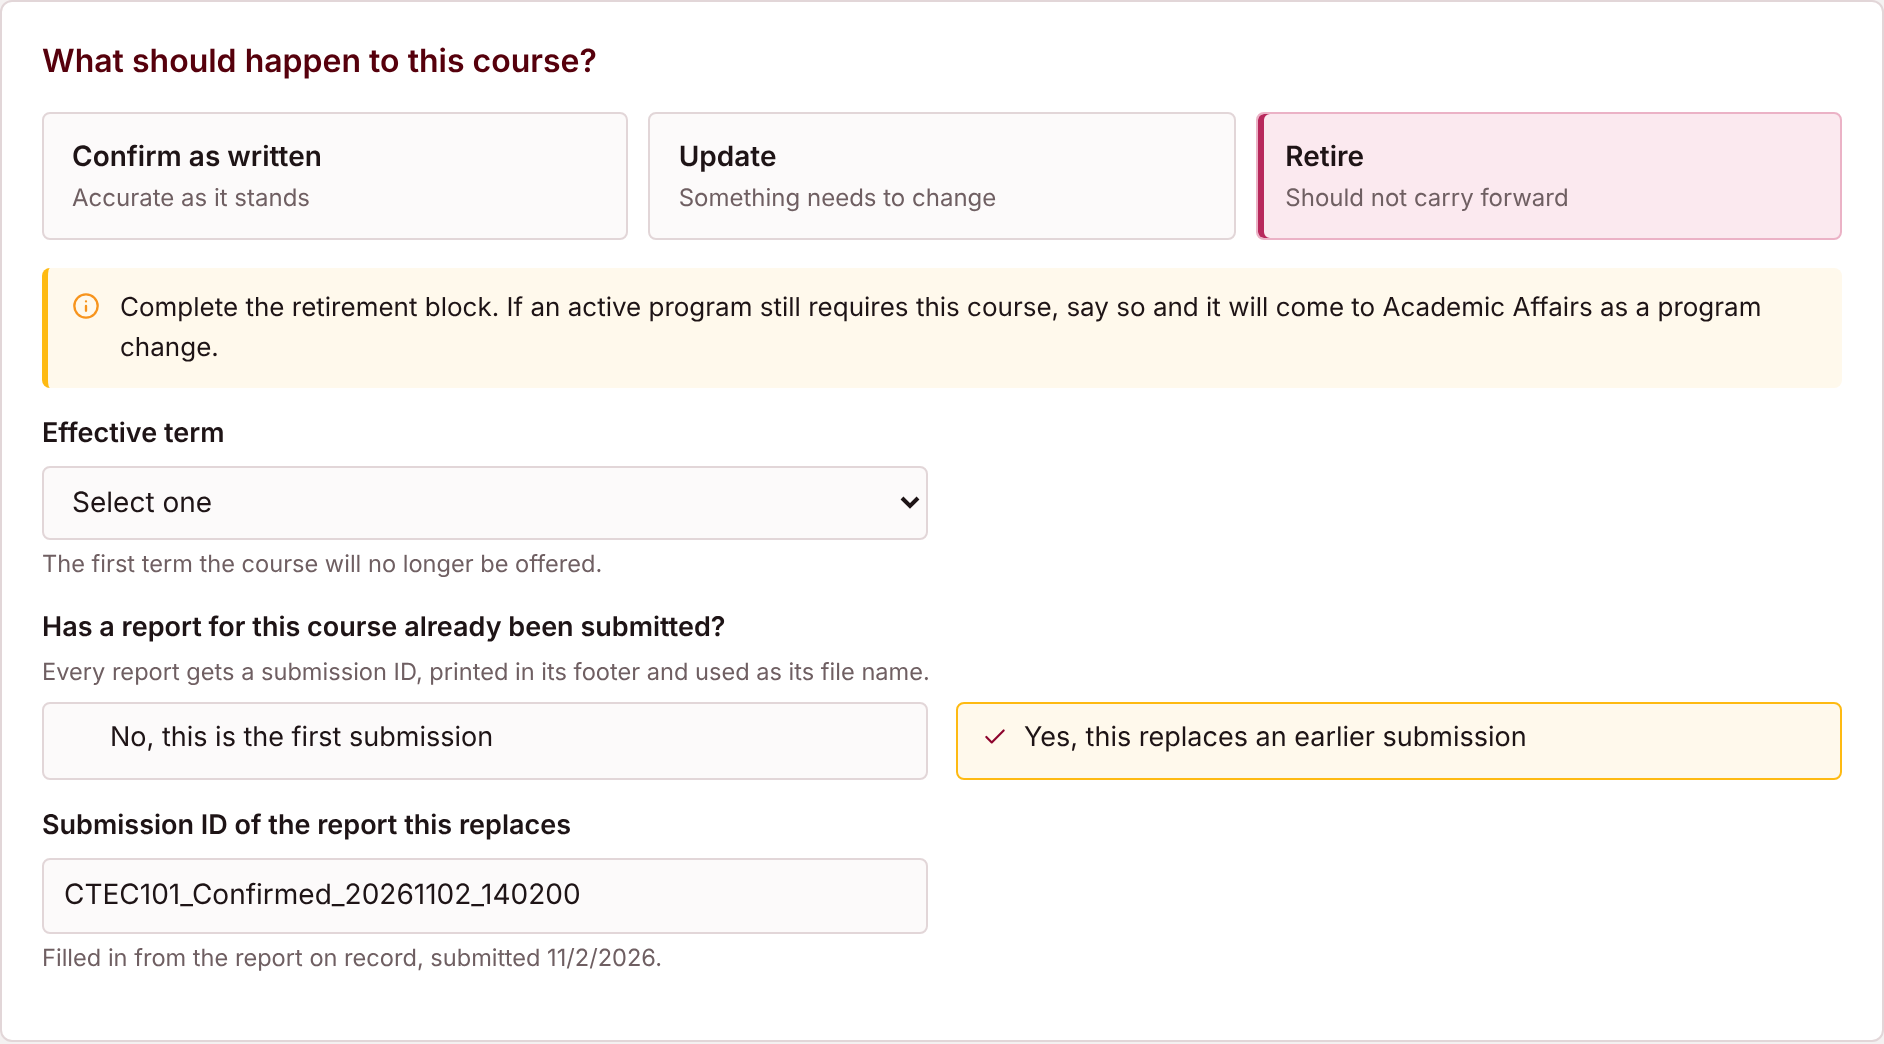 What should happen to this course?
Confirm as written
Accurate as it stands
Update
Something needs to change
Retire
Should not carry forward
Complete the retirement block. If an active program still requires this course, say so and it will come to Academic Affairs as a program
change.
Effective term
Select one
The first term the course will no longer be offered.
Has a report for this course already been submitted?
Every report gets a submission ID, printed in its footer and used as its file name.
No, this is the first submission
Yes, this replaces an earlier submission
Submission ID of the report this replaces
CTEC101_Confirmed_20261102_140200
Filled in from the report on record, submitted 11/2/2026.